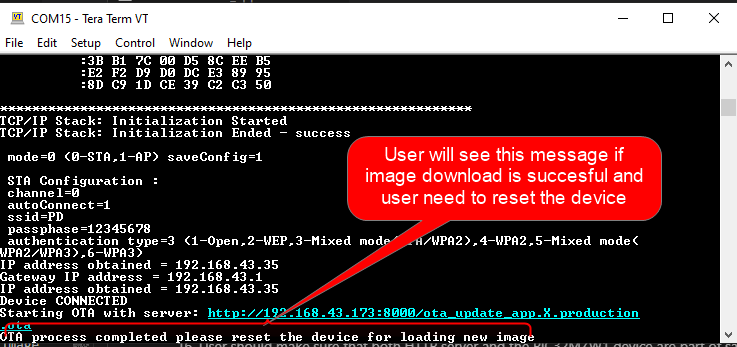 COM15 - Tera Term VT
File Edit Setup Control Window Help
:3B B1 7C 00 D5 8C EE B5
:E2 F2 D9 D0 DC E3 89 95
:8D C9 1D CE 39 C2 C3 50
*******************************************************
TCP/IP Stack: Initialization Started
TCP/IP Stack: Initialization Ended - success
mode=0 (0-STA,1-AP) saveConfig=1
User will see this message if
image download is succesful and
user need to reset the device
STA Configuration :
channel=0
autoConnect=1
ssid=PD
passphase=12345678
authentication type=3 (1-Open,2-WEP,3-Mixed mode( /WPA2),4-WPA2,5-Mixed mode(
WPA2/WPA3),6-WPA3)
IP address obtained = 192.168.43.35
Gateway IP address = 192.168.43.1
IP address obtained = 192.168.43.35
Device CONNECTED
Starting OTA with server: http://192.168.43.173:8000/ota_update_app.X.production
.ota
OTA process completed please reset the device for loading new image